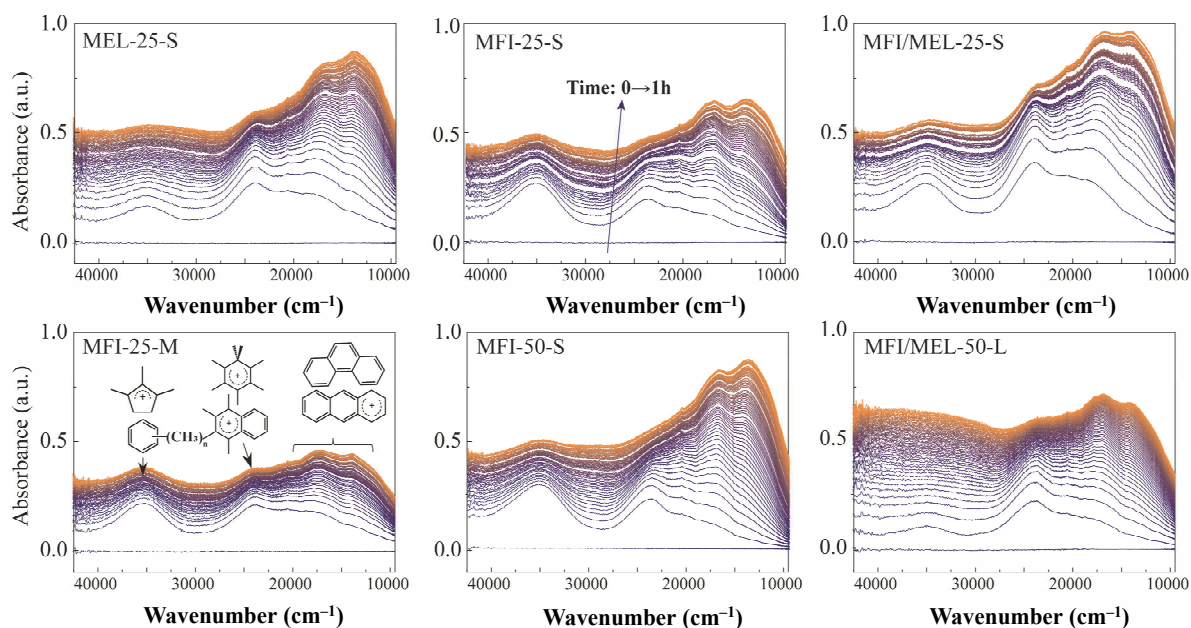 MEL-25-S
MFI-25-S
MFI/MEL-25-S
Time: 0→1h
Absorbance (a.u.)
1.0
0.5
0.0
40000 30000 20000 10000
Wavenumber (cm⁻¹)
1.0
0.5
0.0
40000 30000 20000 10000
Wavenumber (cm⁻¹)
1.0
0.5
0.0
40000 30000 20000 10000
Wavenumber (cm⁻¹)
MFI-25-M
MFI-50-S
MFI/MEL-50-L
+
+
(CH₃)n
+
+
Absorbance (a.u.)
1.0
0.5
0.0
40000 30000 20000 10000
Wavenumber (cm⁻¹)
1.0
0.5
0.0
40000 30000 20000 10000
Wavenumber (cm⁻¹)
1.0
0.5
0.0
40000 30000 20000 10000
Wavenumber (cm⁻¹)